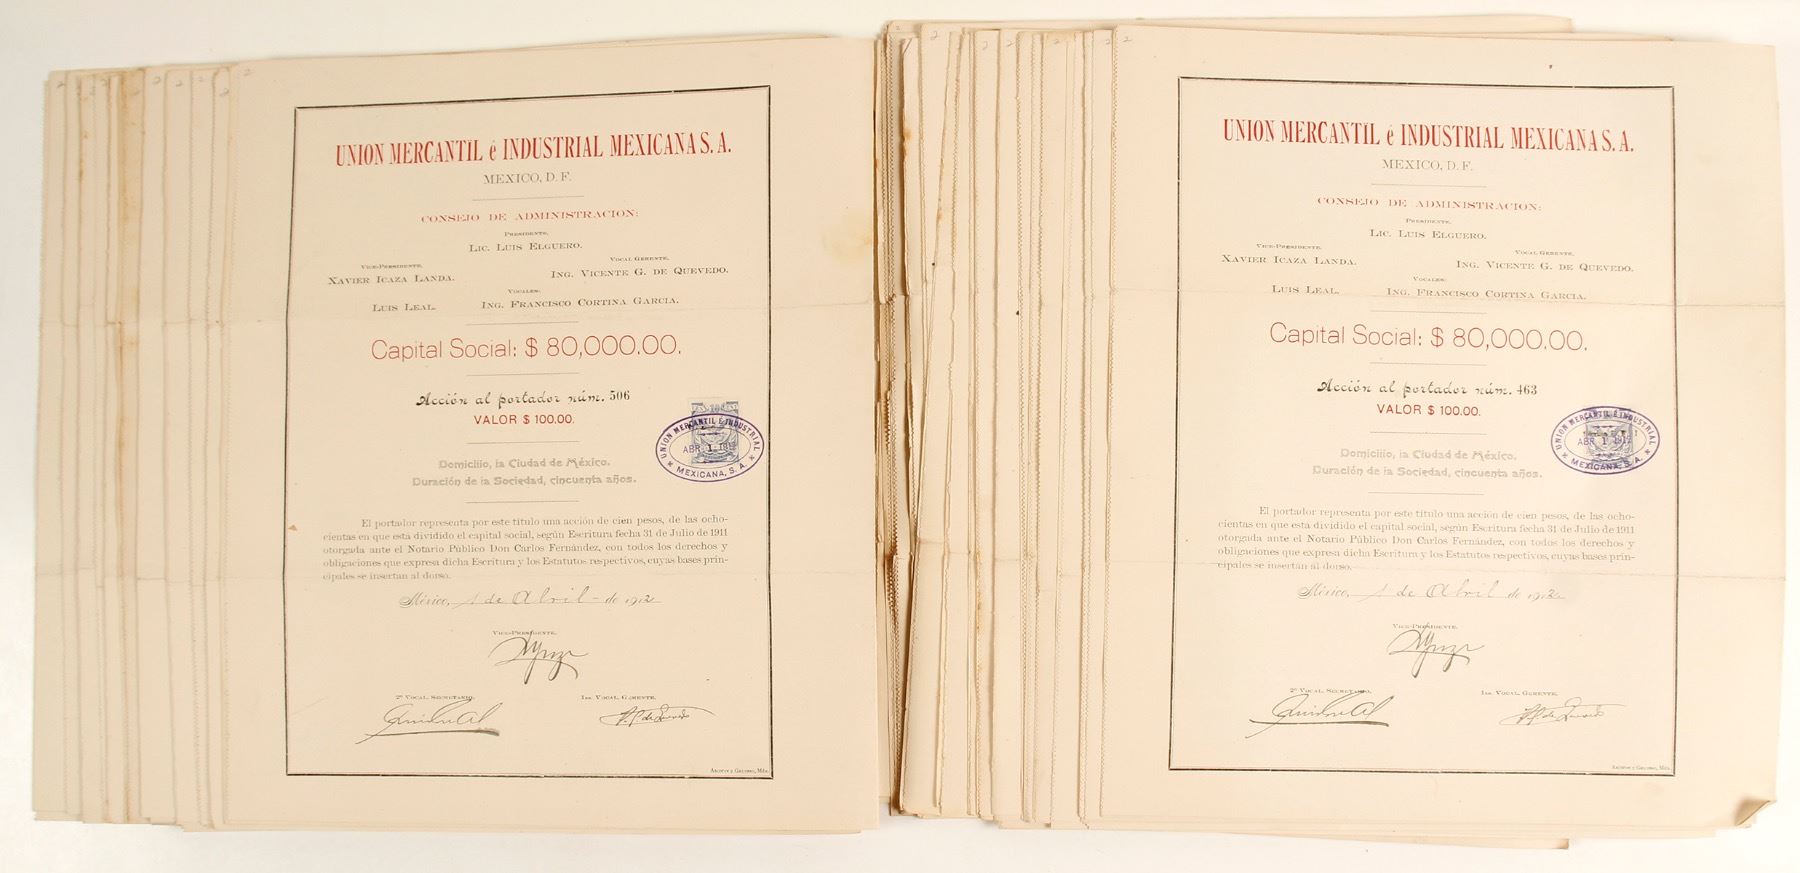 UNION MERCANTIL é INDUSTRIAL MEXICANA S. A.
MEXICO, D. F.
CONSEJO DE ADMINISTRACION:
PRESIDENTE,
LIC. LUIS ELGUERO.
VICE-PRESIDENTE,
VOCAL GERENTE,
XAVIER ICAZA LANDA.
ING. VICENTE G. DE QUEVEDO.
VOCALES:
LUIS LEAL.
ING. FRANCISCO CORTINA GARCIA.
Capital Social: $ 80,000.00.
Acción al portador núm. 506
VALOR $ 100.00.
UNION MERCANTIL É INDUSTRIAL
ABR 1 1912
MEXICANA, S. A.
Domicilio, la Ciudad de México.
Duración de la Sociedad, cincuenta años.
El portador representa por este título una acción de cien pesos, de las ocho-
cientas en que está dividido el capital social, según Escritura fecha 31 de Julio de 1911
otorgada ante el Notario Público Don Carlos Fernández, con todos los derechos y
obligaciones que expresa dicha Escritura y los Estatutos respectivos, cuyas bases prin-
cipales se insertan al dorso.
México, 1 de Abril de 1912
VICE-PRESIDENTE,
2º VOCAL SECRETARIO,
1ER VOCAL GERENTE,
UNION MERCANTIL é INDUSTRIAL MEXICANA S. A.
MEXICO, D. F.
CONSEJO DE ADMINISTRACION:
PRESIDENTE,
LIC. LUIS ELGUERO.
VICE-PRESIDENTE,
VOCAL GERENTE,
XAVIER ICAZA LANDA.
ING. VICENTE G. DE QUEVEDO.
VOCALES:
LUIS LEAL.
ING. FRANCISCO CORTINA GARCIA.
Capital Social: $ 80,000.00.
Acción al portador núm. 463
VALOR $ 100.00.
UNION MERCANTIL É INDUSTRIAL
ABR 1 1912
MEXICANA, S. A.
Domicilio, la Ciudad de México.
Duración de la Sociedad, cincuenta años.
El portador representa por este título una acción de cien pesos, de las ocho-
cientas en que está dividido el capital social, según Escritura fecha 31 de Julio de 1911
otorgada ante el Notario Público Don Carlos Fernández, con todos los derechos y
obligaciones que expresa dicha Escritura y los Estatutos respectivos, cuyas bases prin-
cipales se insertan al dorso.
México, 1 de Abril de 1912
VICE-PRESIDENTE,
2º VOCAL SECRETARIO,
1ER VOCAL GERENTE,